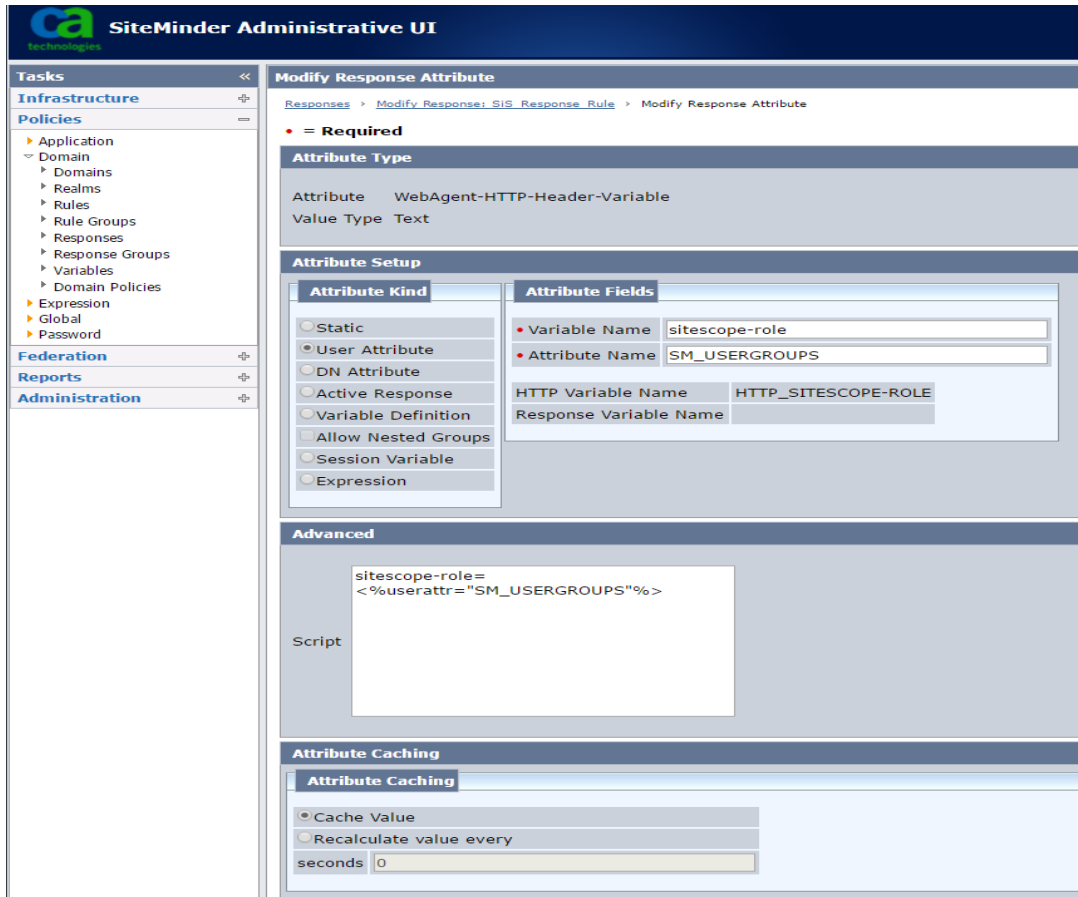 ca
technologies
SiteMinder Administrative UI
Tasks «
Infrastructure
Policies
Application
Domain
Domains
Realms
Rules
Rule Groups
Responses
Response Groups
Variables
Domain Policies
Expression
Global
Password
Federation
Reports
Administration
Modify Response Attribute
Responses › Modify Response: SiS Response Rule › Modify Response Attribute
• = Required
Attribute Type
Attribute WebAgent-HTTP-Header-Variable
Value Type Text
Attribute Setup
Attribute Kind
Static
User Attribute
DN Attribute
Active Response
Variable Definition
Allow Nested Groups
Session Variable
Expression
Attribute Fields
• Variable Name sitescope-role
• Attribute Name SM_USERGROUPS
HTTP Variable Name HTTP_SITESCOPE-ROLE
Response Variable Name
Advanced
Script
sitescope-role=
<%userattr="SM_USERGROUPS"%>
Attribute Caching
Attribute Caching
Cache Value
Recalculate value every
seconds 0